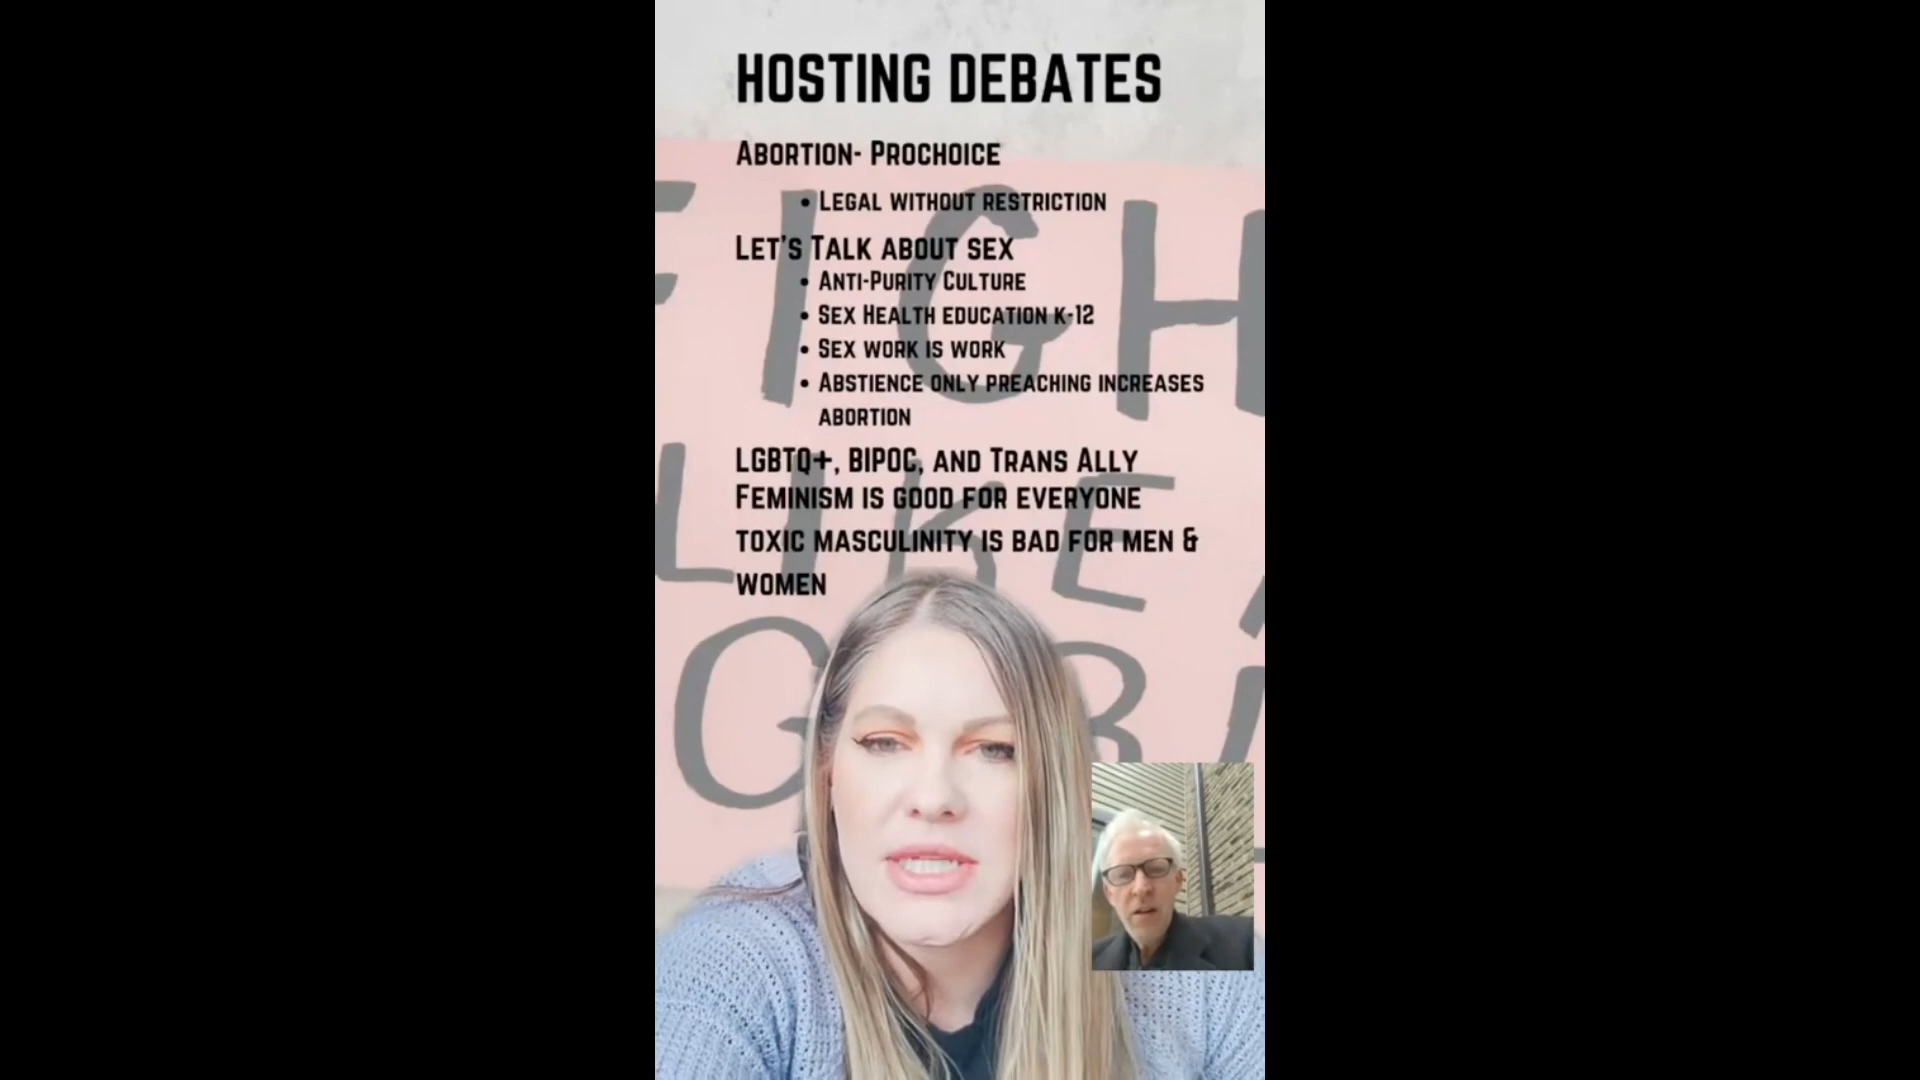 HOSTING DEBATES
ABORTION- PROCHOICE
• LEGAL WITHOUT RESTRICTION
LET'S TALK ABOUT SEX
• ANTI-PURITY CULTURE
• SEX HEALTH EDUCATION K-12
• SEX WORK IS WORK
• ABSTIENCE ONLY PREACHING INCREASES
ABORTION
LGBTQ+, BIPOC, AND TRANS ALLY
FEMINISM IS GOOD FOR EVERYONE
TOXIC MASCULINITY IS BAD FOR MEN &
WOMEN
FIGH
LIKE A